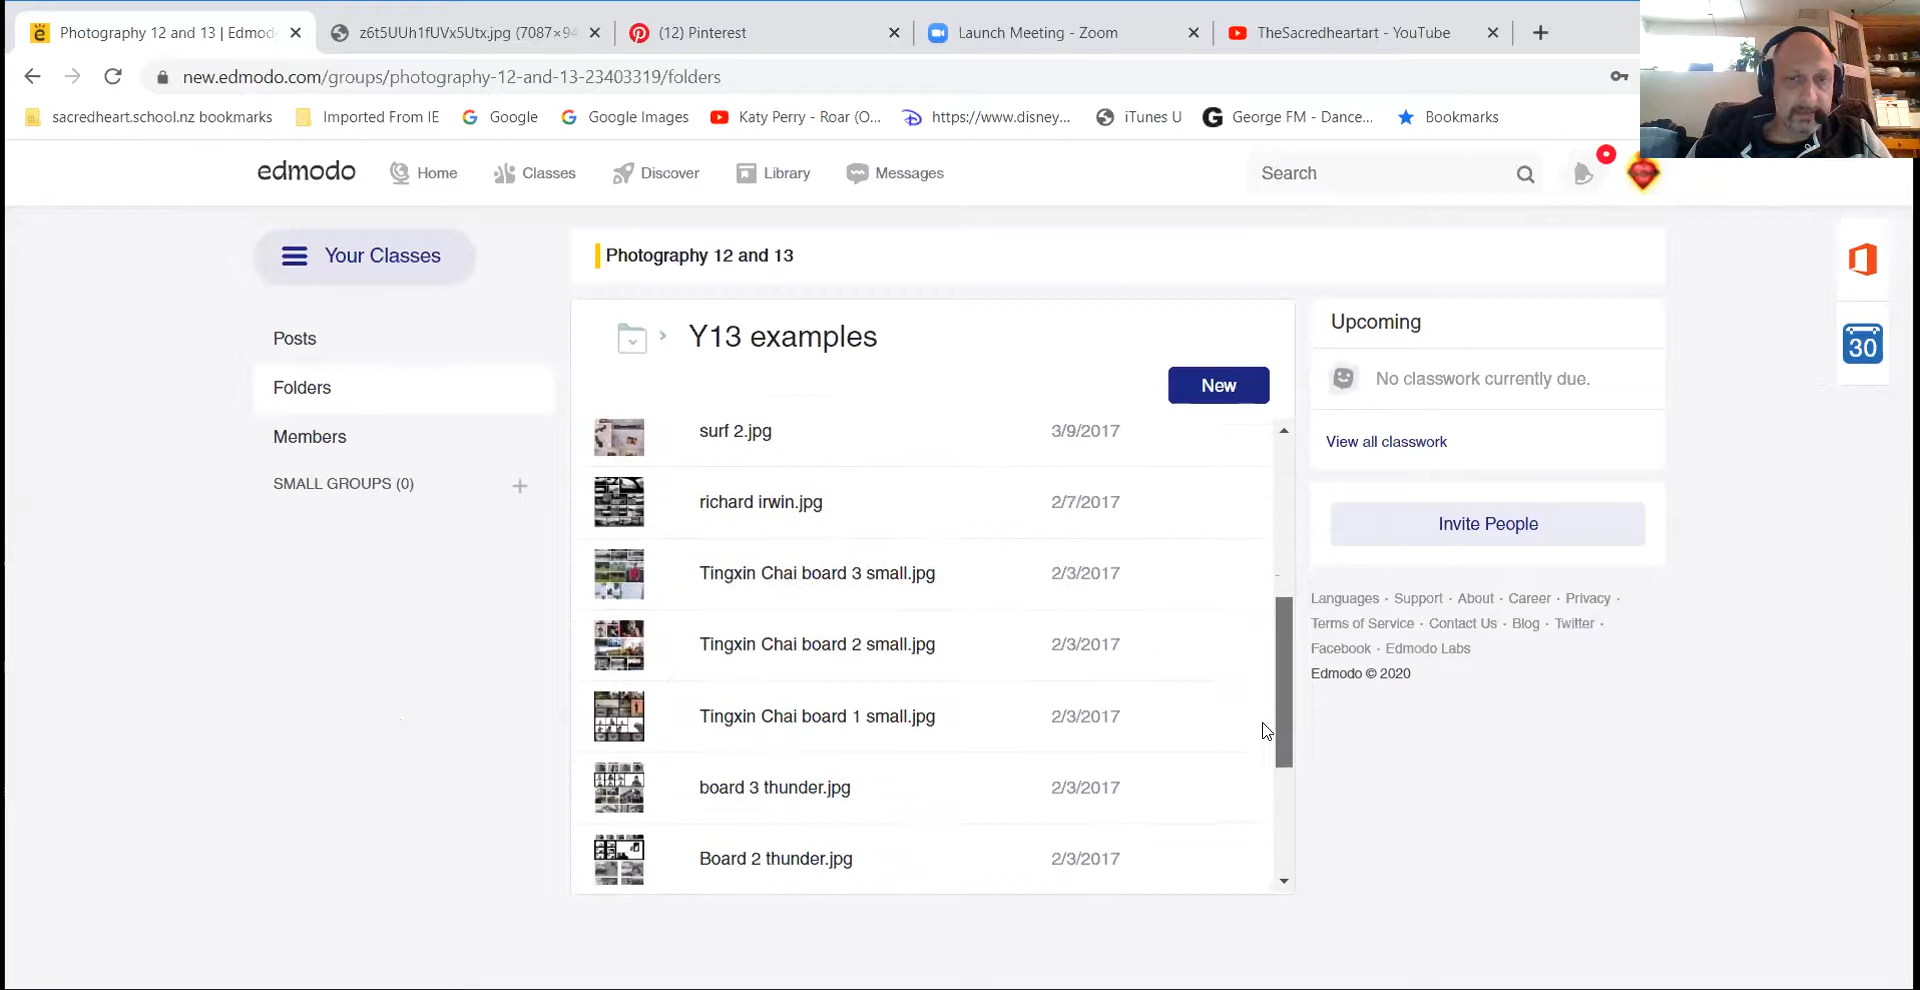 Photography 12 and 13 | Edmod
z6t5UUh1fUVx5Utx.jpg (7087×94
(12) Pinterest
Launch Meeting - Zoom
TheSacredheartart - YouTube
new.edmodo.com/groups/photography-12-and-13-23403319/folders
sacredheart.school.nz bookmarks
Imported From IE
Google
Google Images
Katy Perry - Roar (O...
https://www.disney...
iTunes U
George FM - Dance...
Bookmarks
edmodo
Home
Classes
Discover
Library
Messages
Search
Your Classes
Photography 12 and 13
Posts
Folders
Members
SMALL GROUPS (0)
Y13 examples
New
surf 2.jpg 3/9/2017
richard irwin.jpg 2/7/2017
Tingxin Chai board 3 small.jpg 2/3/2017
Tingxin Chai board 2 small.jpg 2/3/2017
Tingxin Chai board 1 small.jpg 2/3/2017
board 3 thunder.jpg 2/3/2017
Board 2 thunder.jpg 2/3/2017
Upcoming
No classwork currently due.
View all classwork
Invite People
Languages · Support · About · Career · Privacy ·
Terms of Service · Contact Us · Blog · Twitter ·
Facebook · Edmodo Labs
Edmodo © 2020
30